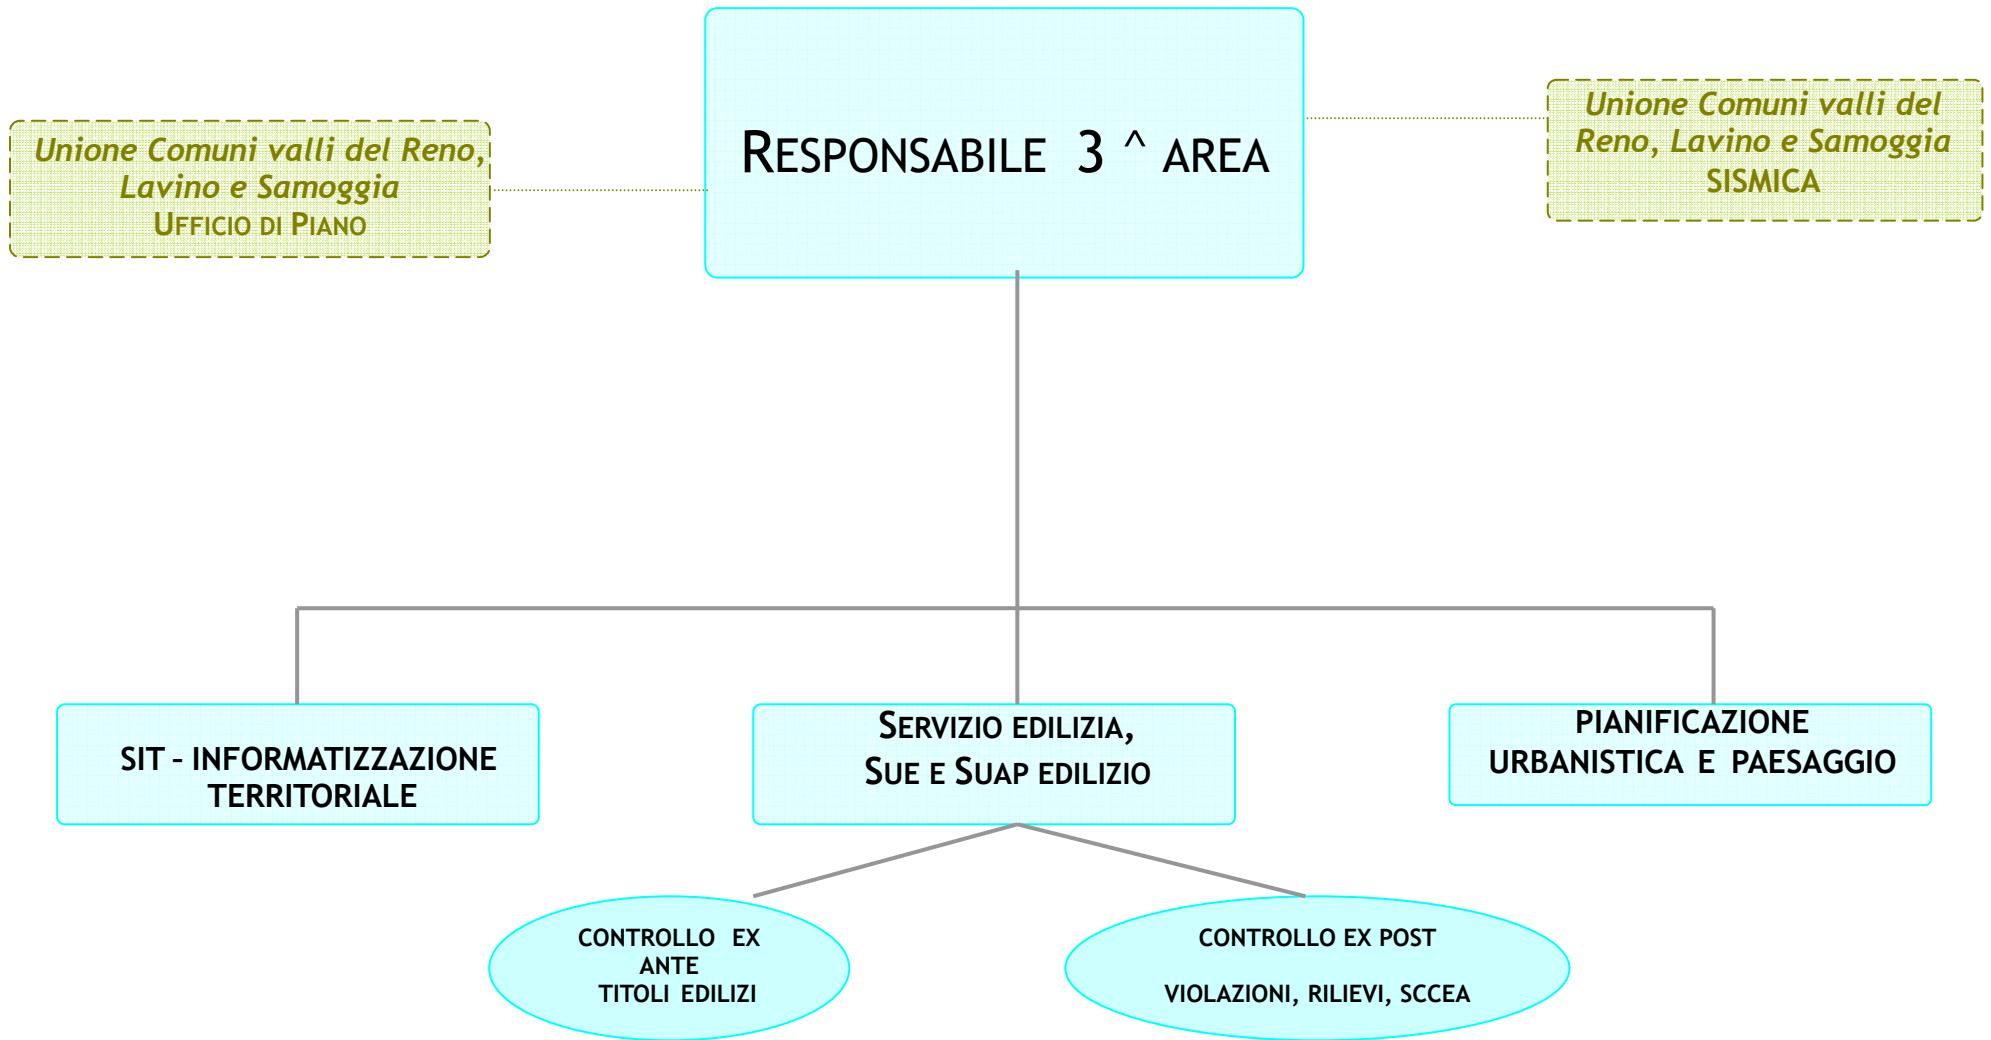 RESPONSABILE 3 ^ AREA
Unione Comuni valli del Reno,
Lavino e Samoggia
UFFICIO DI PIANO
Unione Comuni valli del
Reno, Lavino e Samoggia
SISMICA
SIT - INFORMATIZZAZIONE
TERRITORIALE
SERVIZIO EDILIZIA,
SUE E SUAP EDILIZIO
PIANIFICAZIONE
URBANISTICA E PAESAGGIO
CONTROLLO EX
ANTE
TITOLI EDILIZI
CONTROLLO EX POST
VIOLAZIONI, RILIEVI, SCCEA